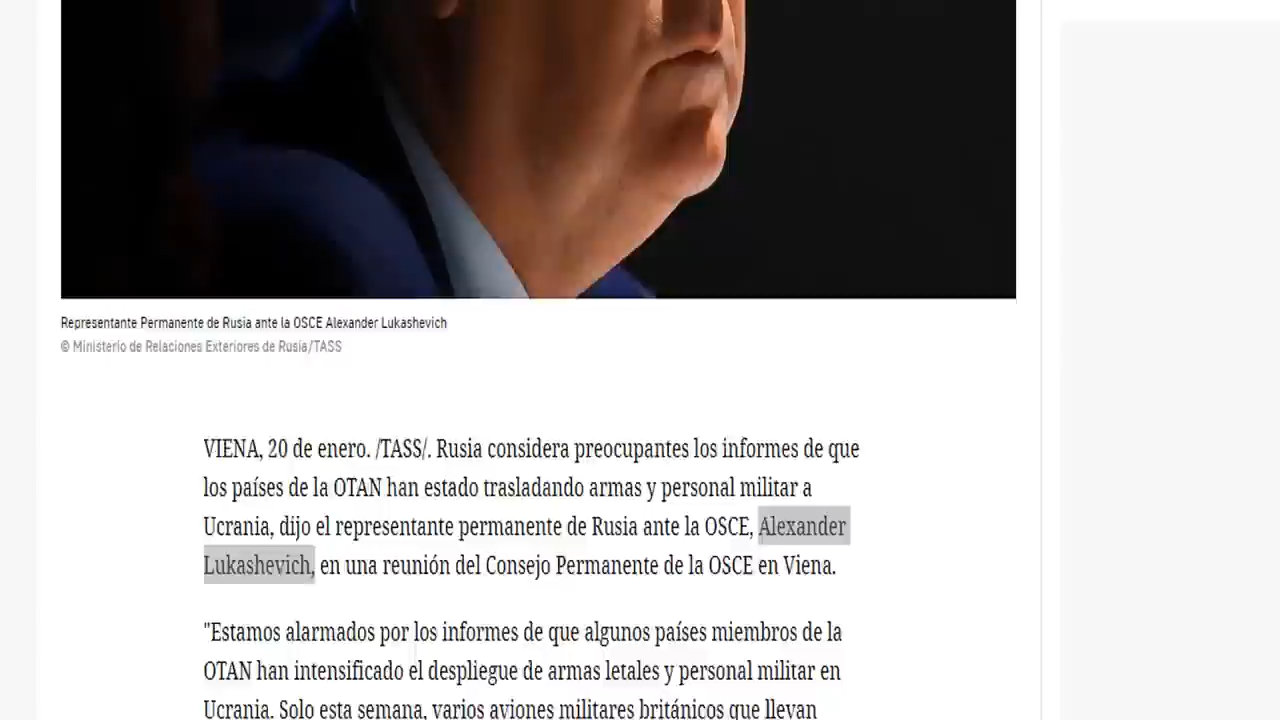 Representante Permanente de Rusia ante la OSCE Alexander Lukashevich
© Ministerio de Relaciones Exteriores de Rusia/TASS
VIENA, 20 de enero. /TASS/. Rusia considera preocupantes los informes de que
los países de la OTAN han estado trasladando armas y personal militar a
Ucrania, dijo el representante permanente de Rusia ante la OSCE, Alexander
Lukashevich, en una reunión del Consejo Permanente de la OSCE en Viena.
"Estamos alarmados por los informes de que algunos países miembros de la
OTAN han intensificado el despliegue de armas letales y personal militar en
Ucrania. Solo esta semana, varios aviones militares británicos que llevan